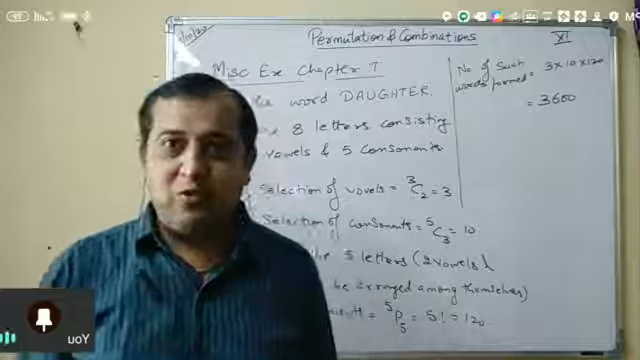 Permutation & Combinations
XI
Misc Ex Chapter 7
word DAUGHTER.
8 letters consisting
vowels & 5 consonants
Selection of vowels = ³C₂ = 3
Selection of consonants = ⁵C₃ = 10
5 letters (2 vowels &
be arranged among themselves)
= ⁵P₅ = 5! = 120
No of such
words formed = 3 x 10 x 120
= 3600
You